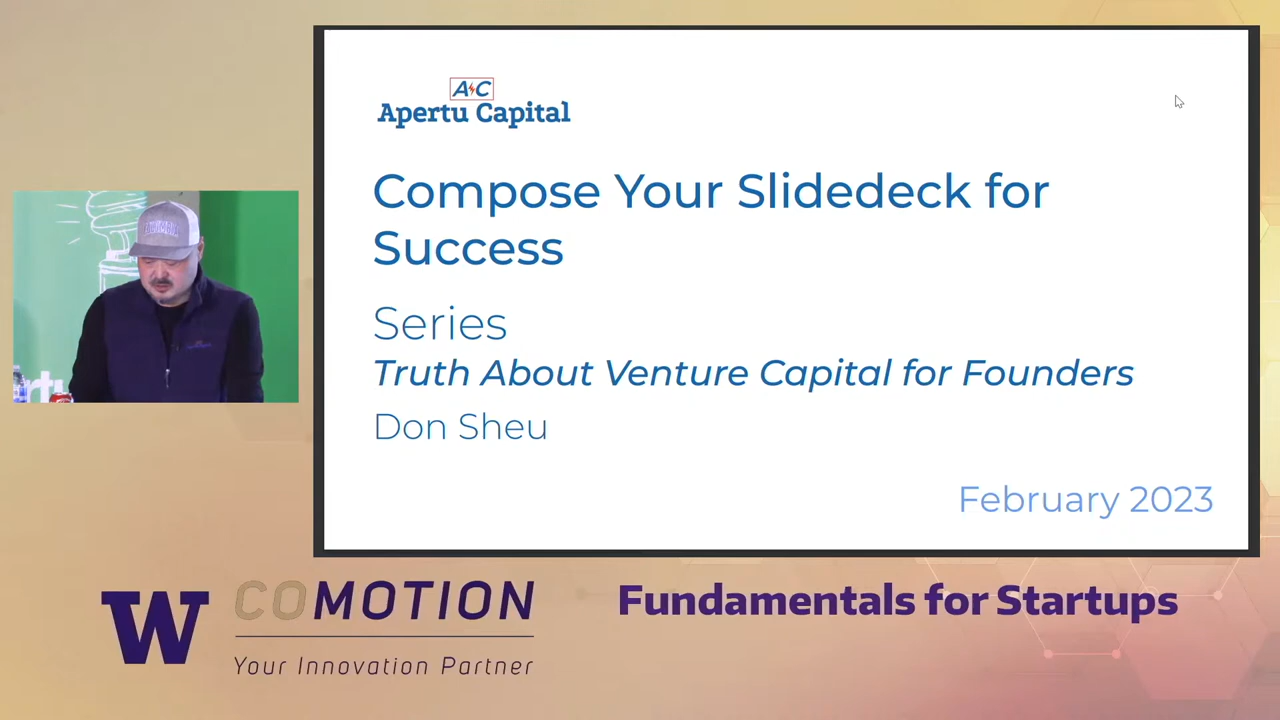 A C
Apertu Capital
Compose Your Slidedeck for
Success
Series
Truth About Venture Capital for Founders
Don Sheu
February 2023
W
COMOTION
Your Innovation Partner
Fundamentals for Startups